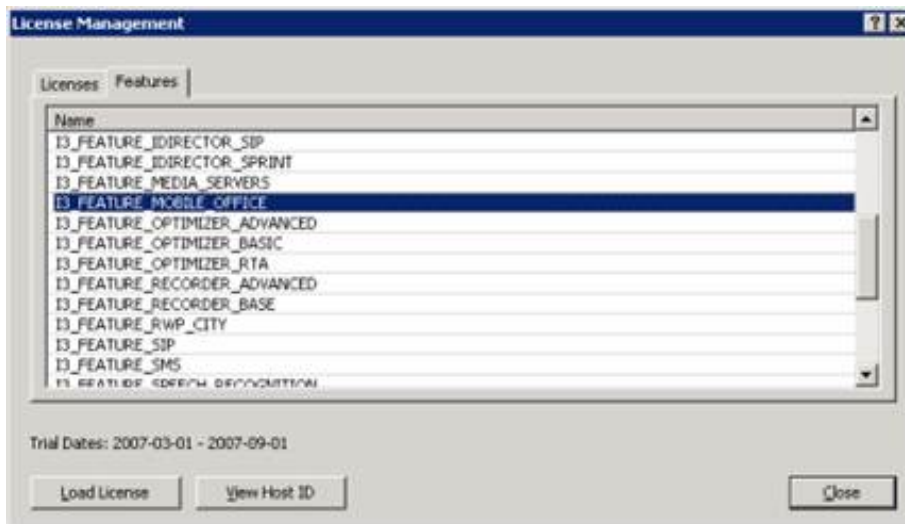 License Management
Licenses Features
Name
I3_FEATURE_IDIRECTOR_SIP
I3_FEATURE_IDIRECTOR_SPRINT
I3_FEATURE_MEDIA_SERVERS
I3_FEATURE_MOBILE_OFFICE
I3_FEATURE_OPTIMIZER_ADVANCED
I3_FEATURE_OPTIMIZER_BASIC
I3_FEATURE_OPTIMIZER_RTA
I3_FEATURE_RECORDER_ADVANCED
I3_FEATURE_RECORDER_BASE
I3_FEATURE_RWP_CITY
I3_FEATURE_SIP
I3_FEATURE_SMS
I3_FEATURE_SPEECH_RECOGNITION
Trial Dates: 2007-03-01 - 2007-09-01
Load License View Host ID Close